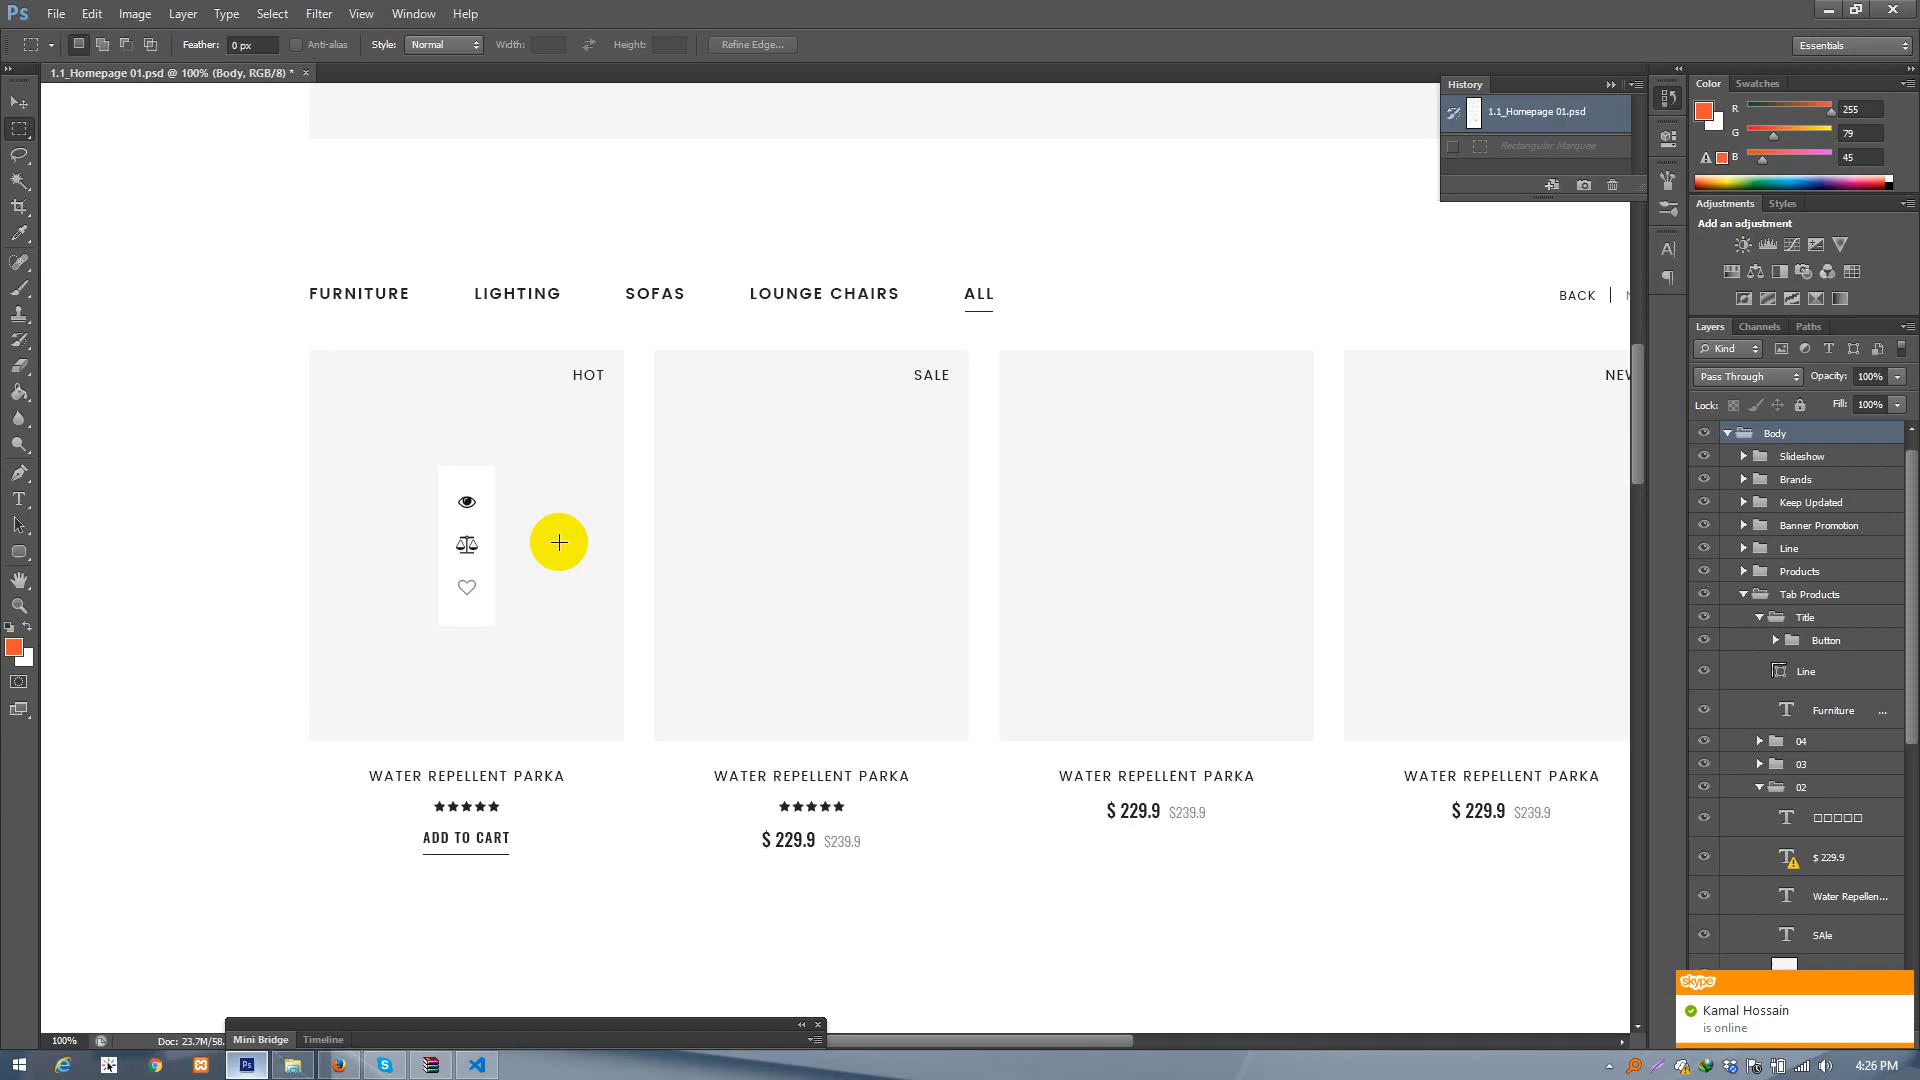 Ps File Edit Image Layer Type Select Filter View Window Help
Feather: 0 px Anti-alias Style: Normal Width: Height: Refine Edge... Essentials
1.1_Homepage 01.psd @ 100% (Body, RGB/8) * ×
History
1.1_Homepage 01.psd
Rectangular Marquee
Color Swatches
R 255
G 79
B 45
Adjustments Styles
Add an adjustment
Layers Channels Paths
Kind
Pass Through Opacity: 100%
Lock: Fill: 100%
Body
Slideshow
Brands
Keep Updated
Banner Promotion
Line
Products
Tab Products
Title
Button
Line
Furniture ...
04
03
02
$ 229.9
Water Repellen...
SAle
FURNITURE LIGHTING SOFAS LOUNGE CHAIRS ALL BACK
HOT SALE NEW
WATER REPELLENT PARKA WATER REPELLENT PARKA WATER REPELLENT PARKA WATER REPELLENT PARKA
★★★★★ ★★★★★ $ 229.9 $239.9 $ 229.9 $239.9
ADD TO CART $ 229.9 $239.9
skype
Kamal Hossain
is online
100% Doc: 23.7M/58.
Mini Bridge Timeline
4:26 PM